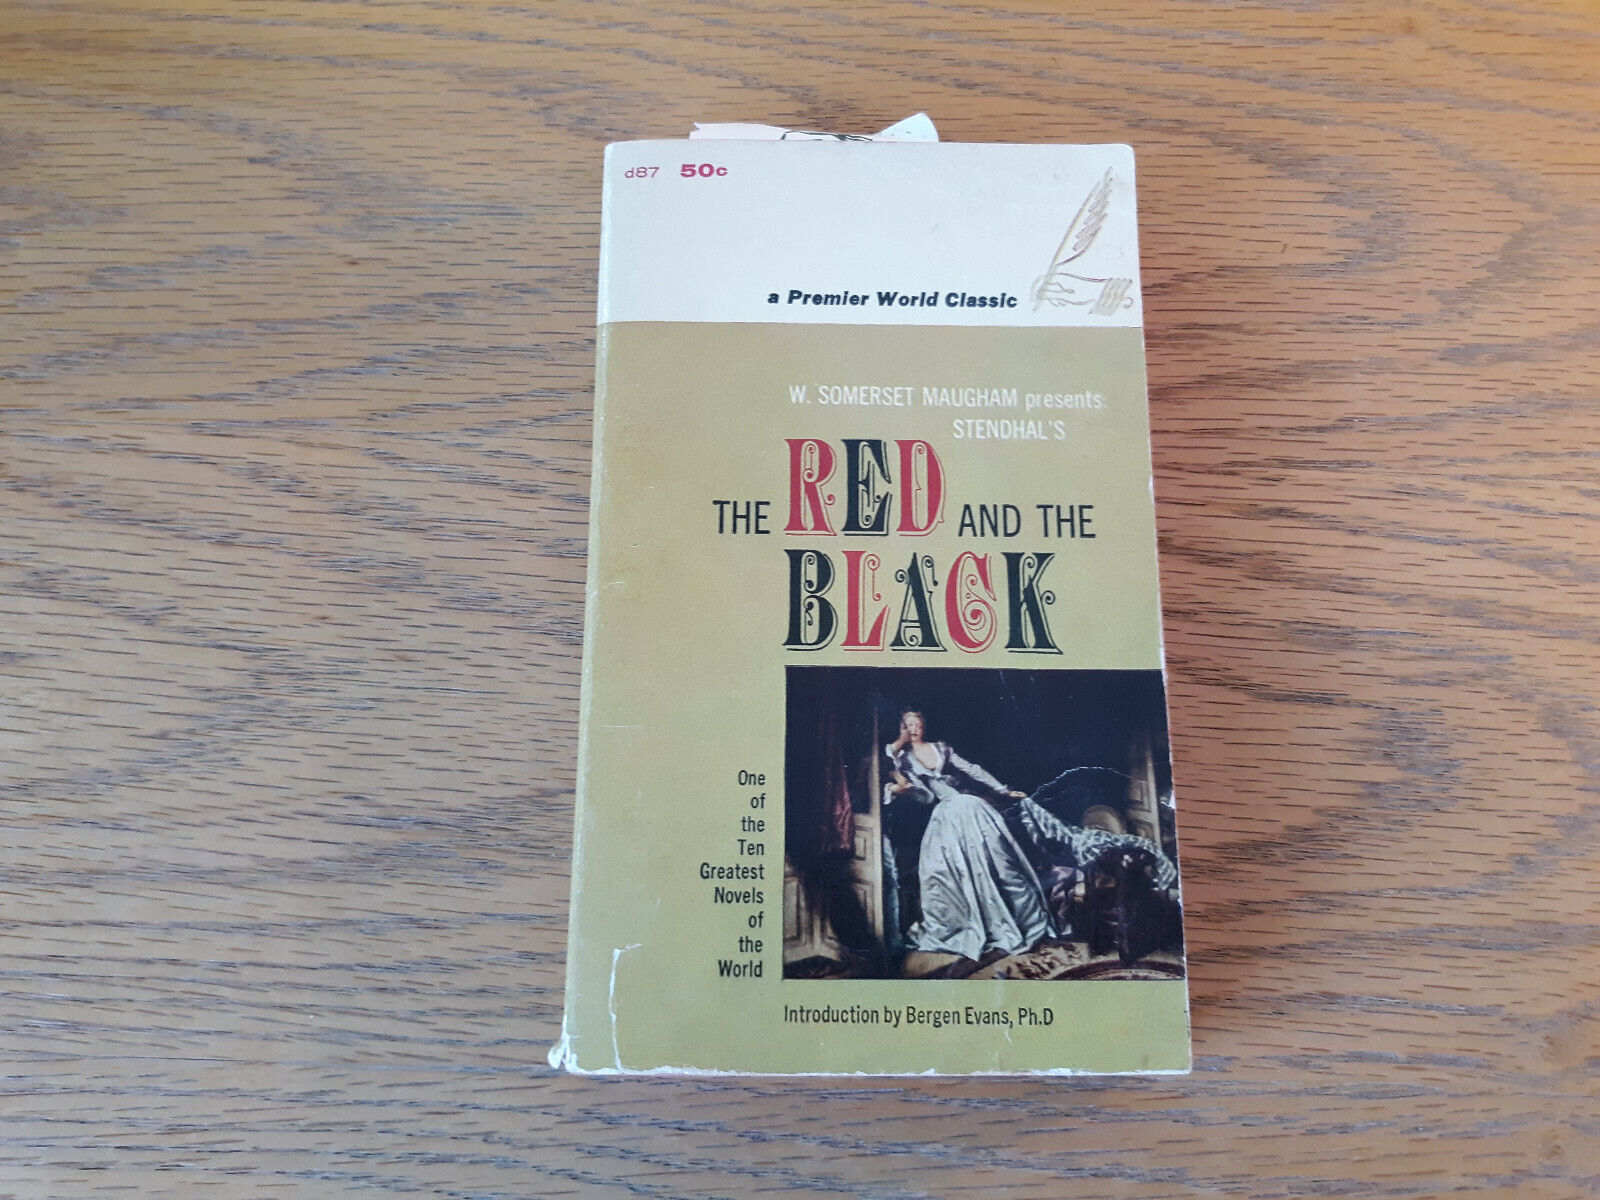 d87 50c
a Premier World Classic
W. SOMERSET MAUGHAM presents:
STENDHAL'S
THE RED AND THE
BLACK
One
of
the
Ten
Greatest
Novels
of
the
World
Introduction by Bergen Evans, Ph.D